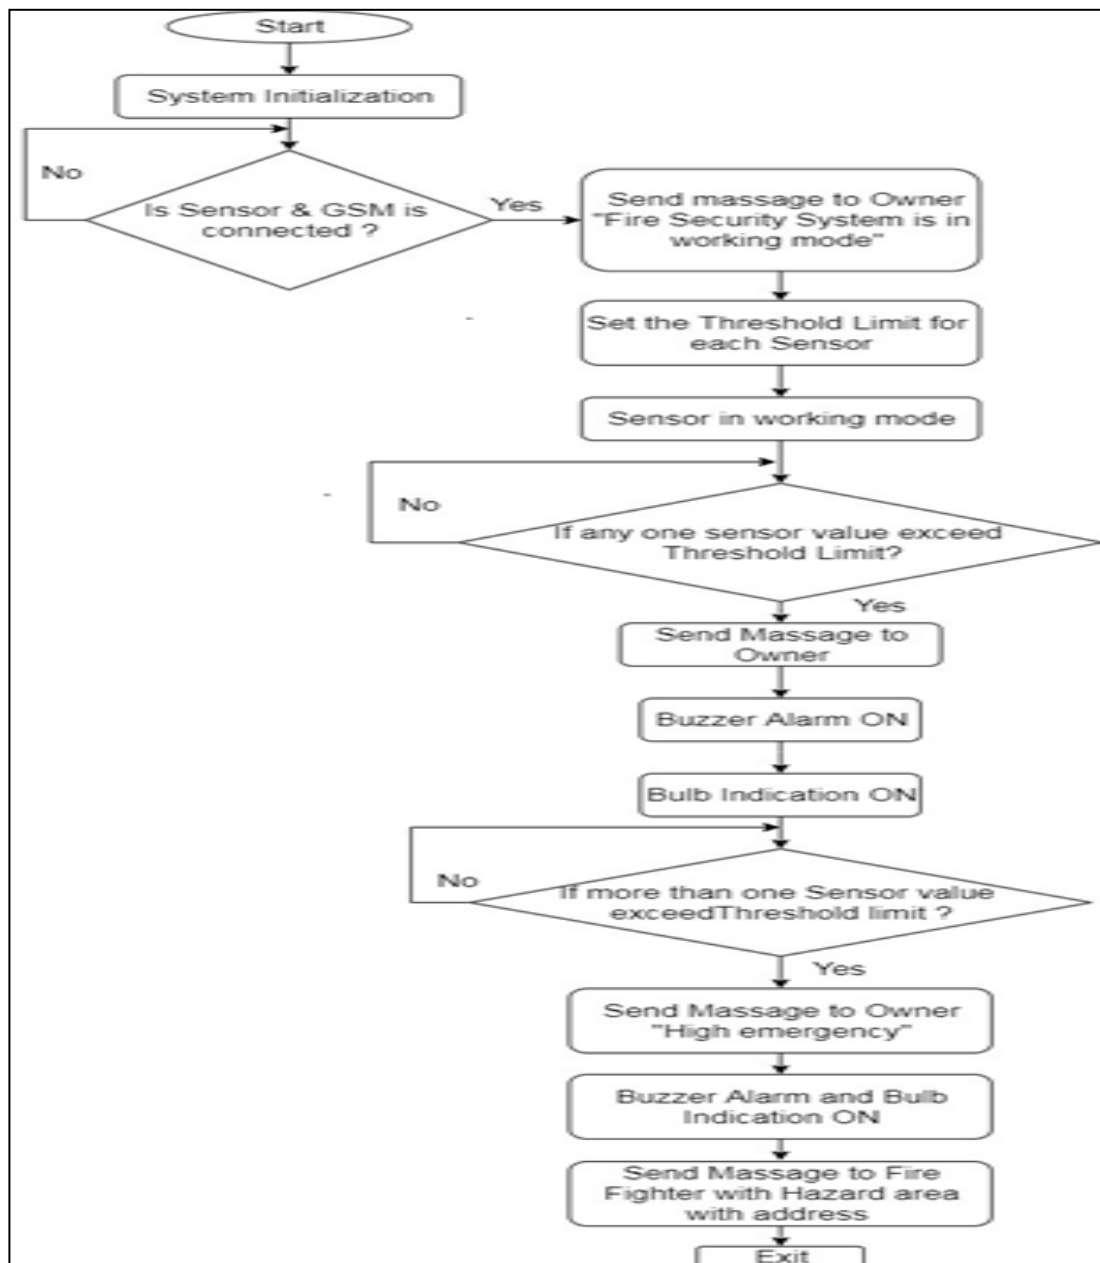 Start
System Initialization
No
Is Sensor & GSM is
connected ?
Yes
Send massage to Owner
"Fire Security System is in
working mode"
Set the Threshold Limit for
each Sensor
Sensor in working mode
No
If any one sensor value exceed
Threshold Limit?
Yes
Send Massage to
Owner
Buzzer Alarm ON
Bulb Indication ON
No
If more than one Sensor value
exceedThreshold limit ?
Yes
Send Massage to Owner
"High emergency"
Buzzer Alarm and Bulb
Indication ON
Send Massage to Fire
Fighter with Hazard area
with address
Exit